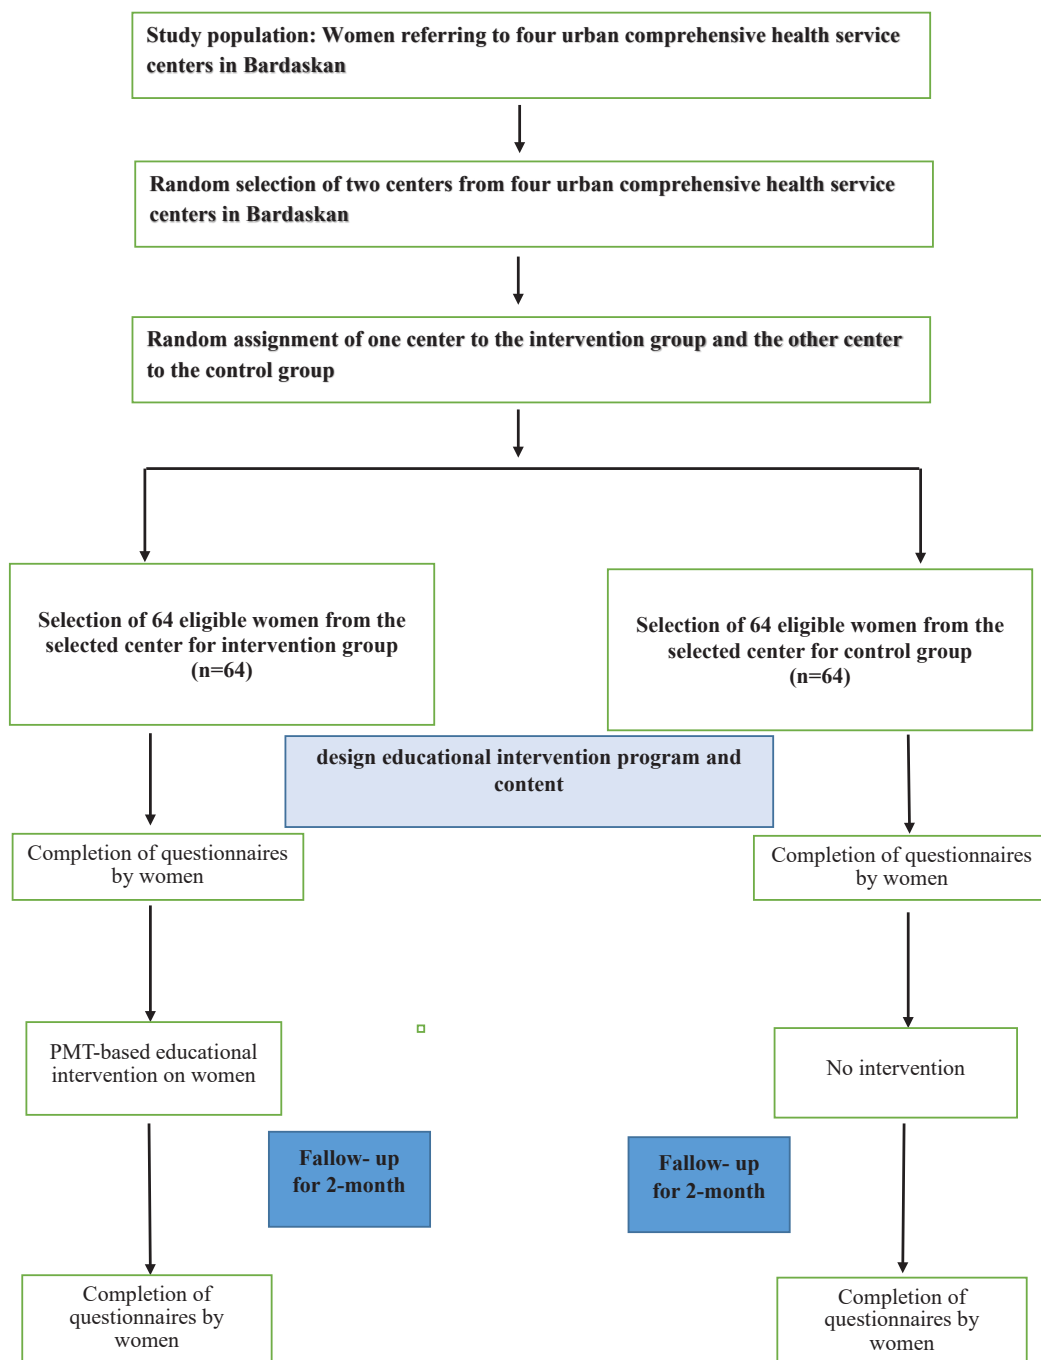 Study population: Women referring to four urban comprehensive health service
centers in Bardaskan
Random selection of two centers from four urban comprehensive health service
centers in Bardaskan
Random assignment of one center to the intervention group and the other center
to the control group
Selection of 64 eligible women from the
selected center for intervention group
(n=64)
Selection of 64 eligible women from the
selected center for control group
(n=64)
design educational intervention program and
content
Completion of questionnaires
by women
Completion of questionnaires
by women
PMT-based educational
intervention on women
No intervention
Fallow- up
for 2-month
Fallow- up
for 2-month
Completion of
questionnaires by
women
Completion of
questionnaires by
women